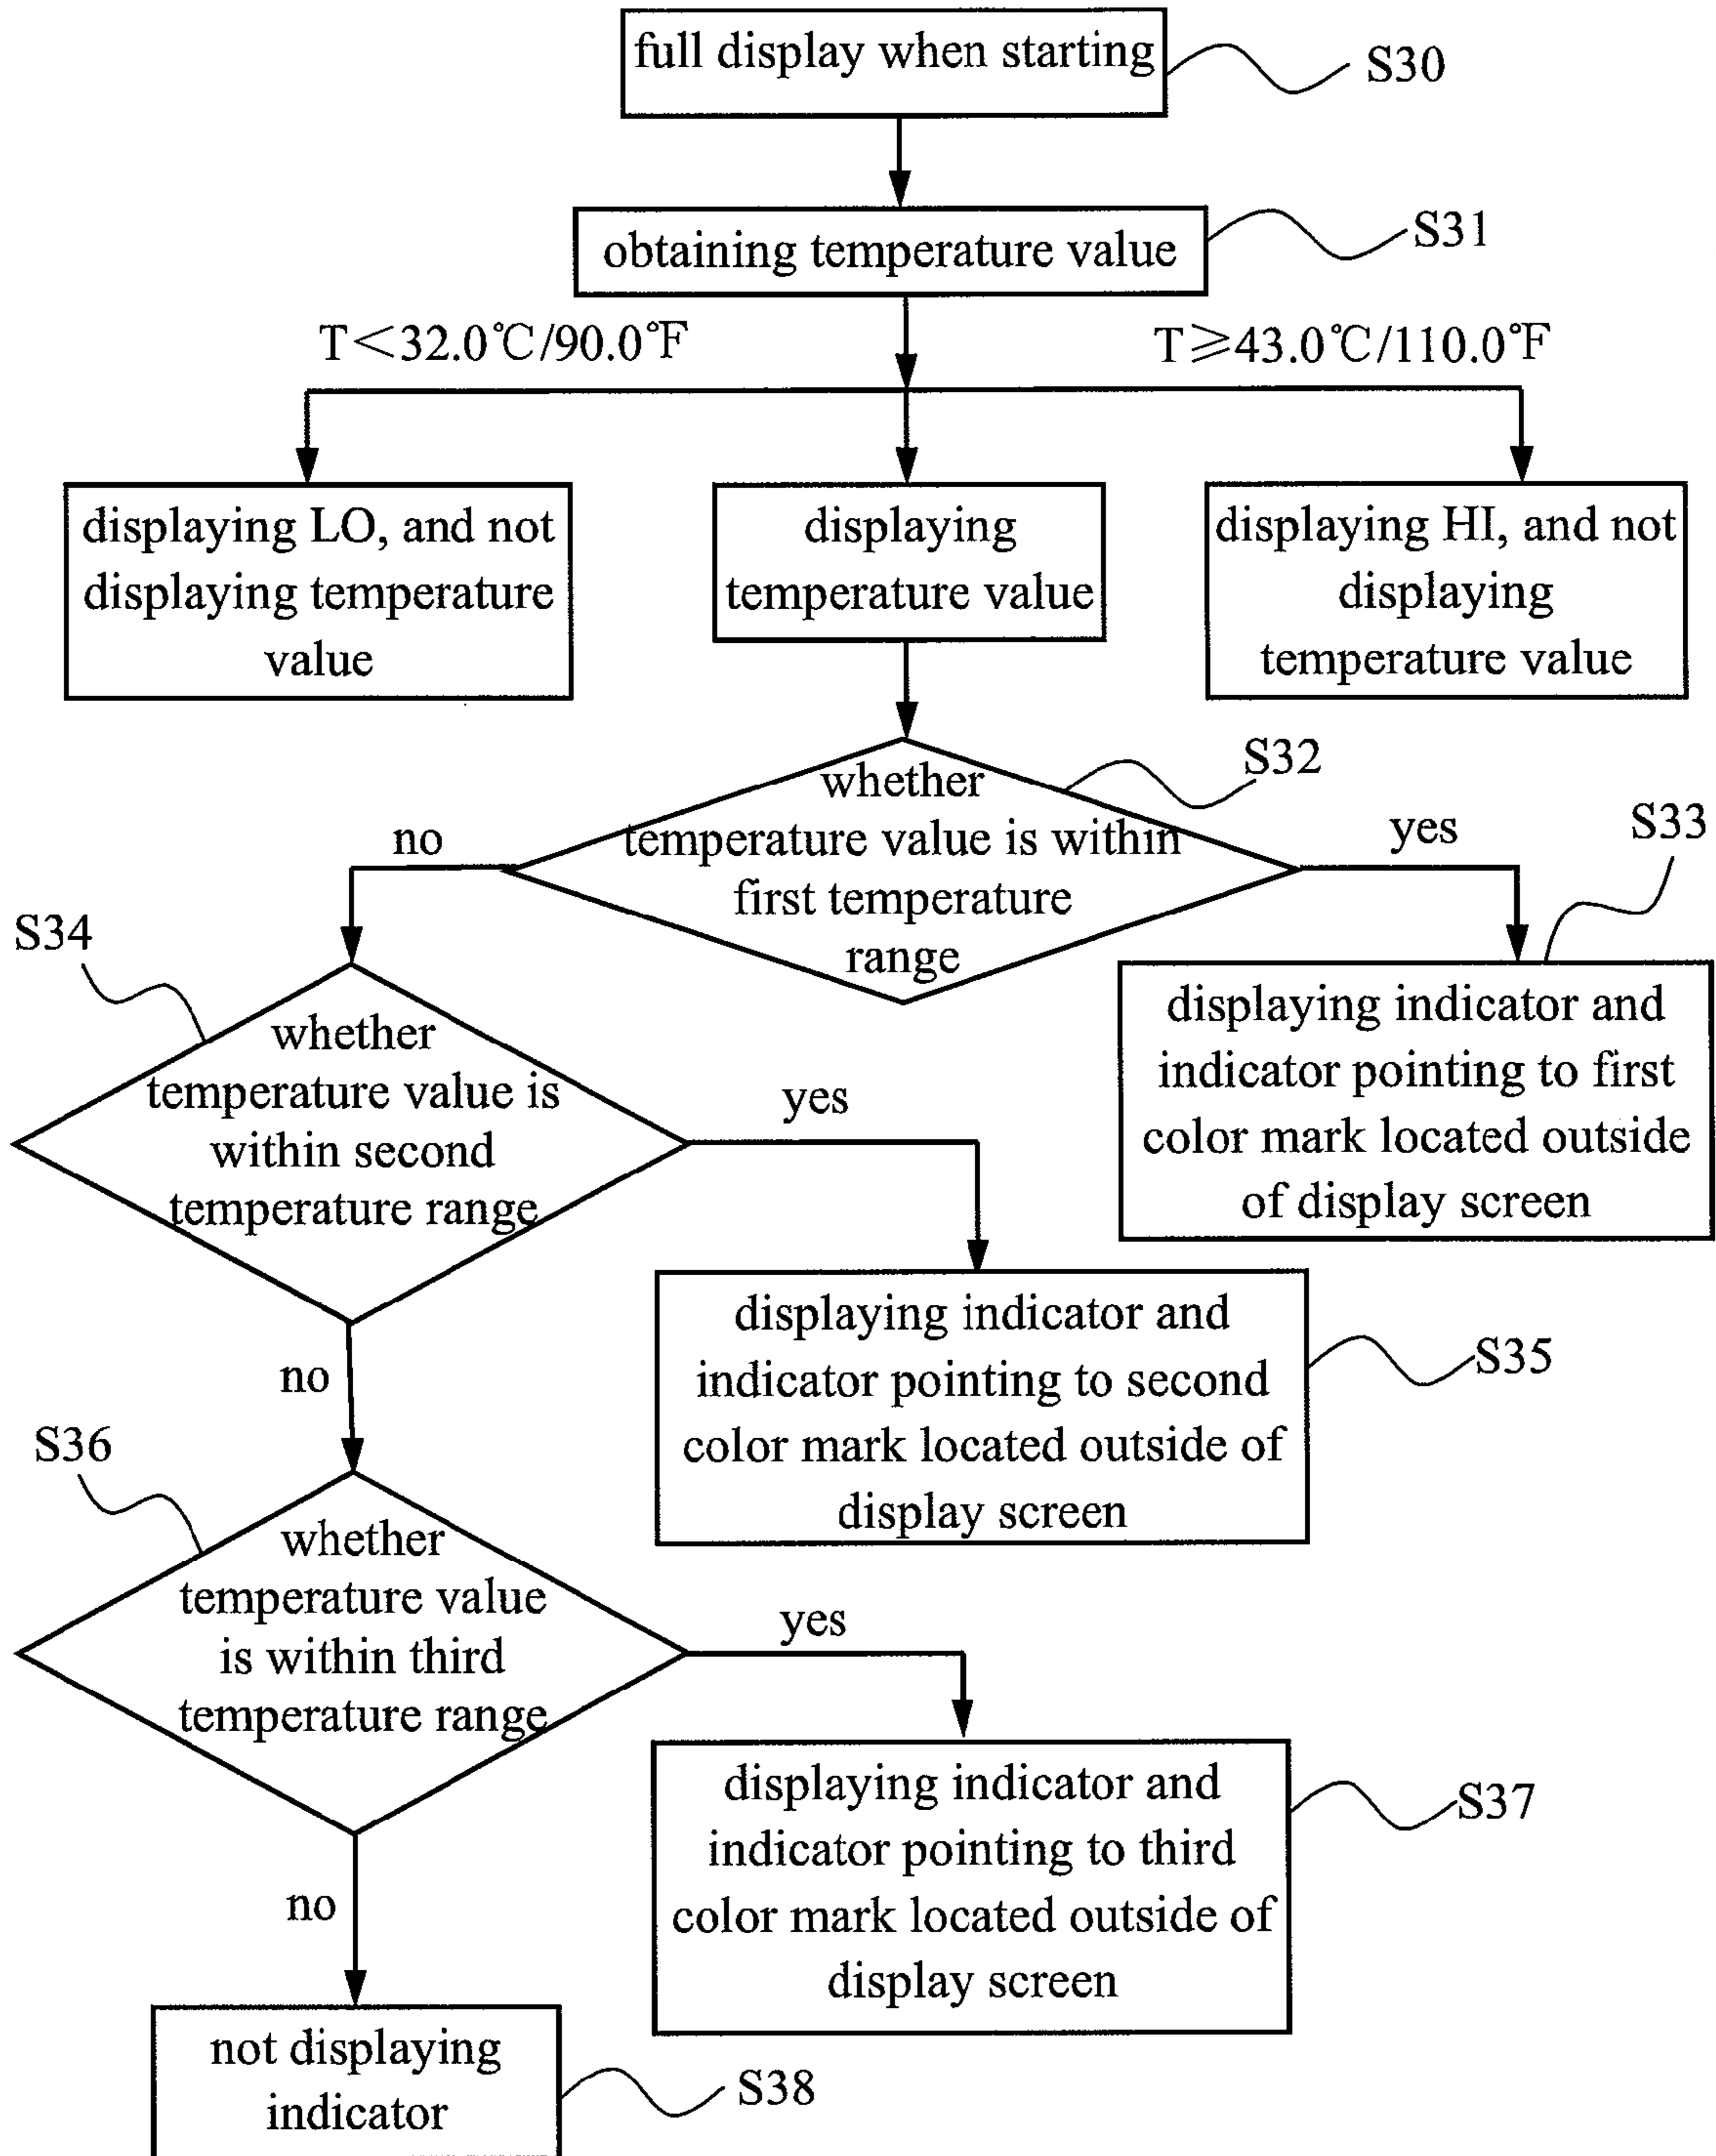 full display when starting
S30
obtaining temperature value
S31
T<32.0℃/90.0℉
T≥43.0℃/110.0℉
displaying LO, and not
displaying temperature
value
displaying
temperature value
displaying HI, and not
displaying
temperature value
S32
whether
temperature value is within
first temperature
range
no
yes
S33
displaying indicator and
indicator pointing to first
color mark located outside
of display screen
S34
whether
temperature value is
within second
temperature range
yes
no
displaying indicator and
indicator pointing to second
color mark located outside of
display screen
S35
S36
whether
temperature value
is within third
temperature range
yes
no
displaying indicator and
indicator pointing to third
color mark located outside of
display screen
S37
not displaying
indicator
S38